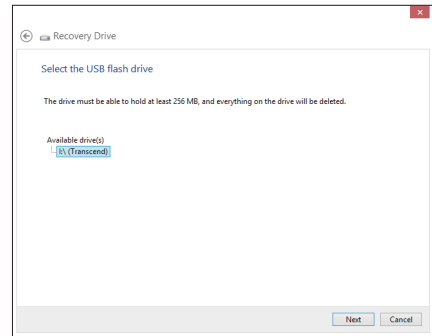 Recovery Drive
Select the USB flash drive
The drive must be able to hold at least 256 MB, and everything on the drive will be deleted.
Available drive(s)
I:\ (Transcend)
Next Cancel